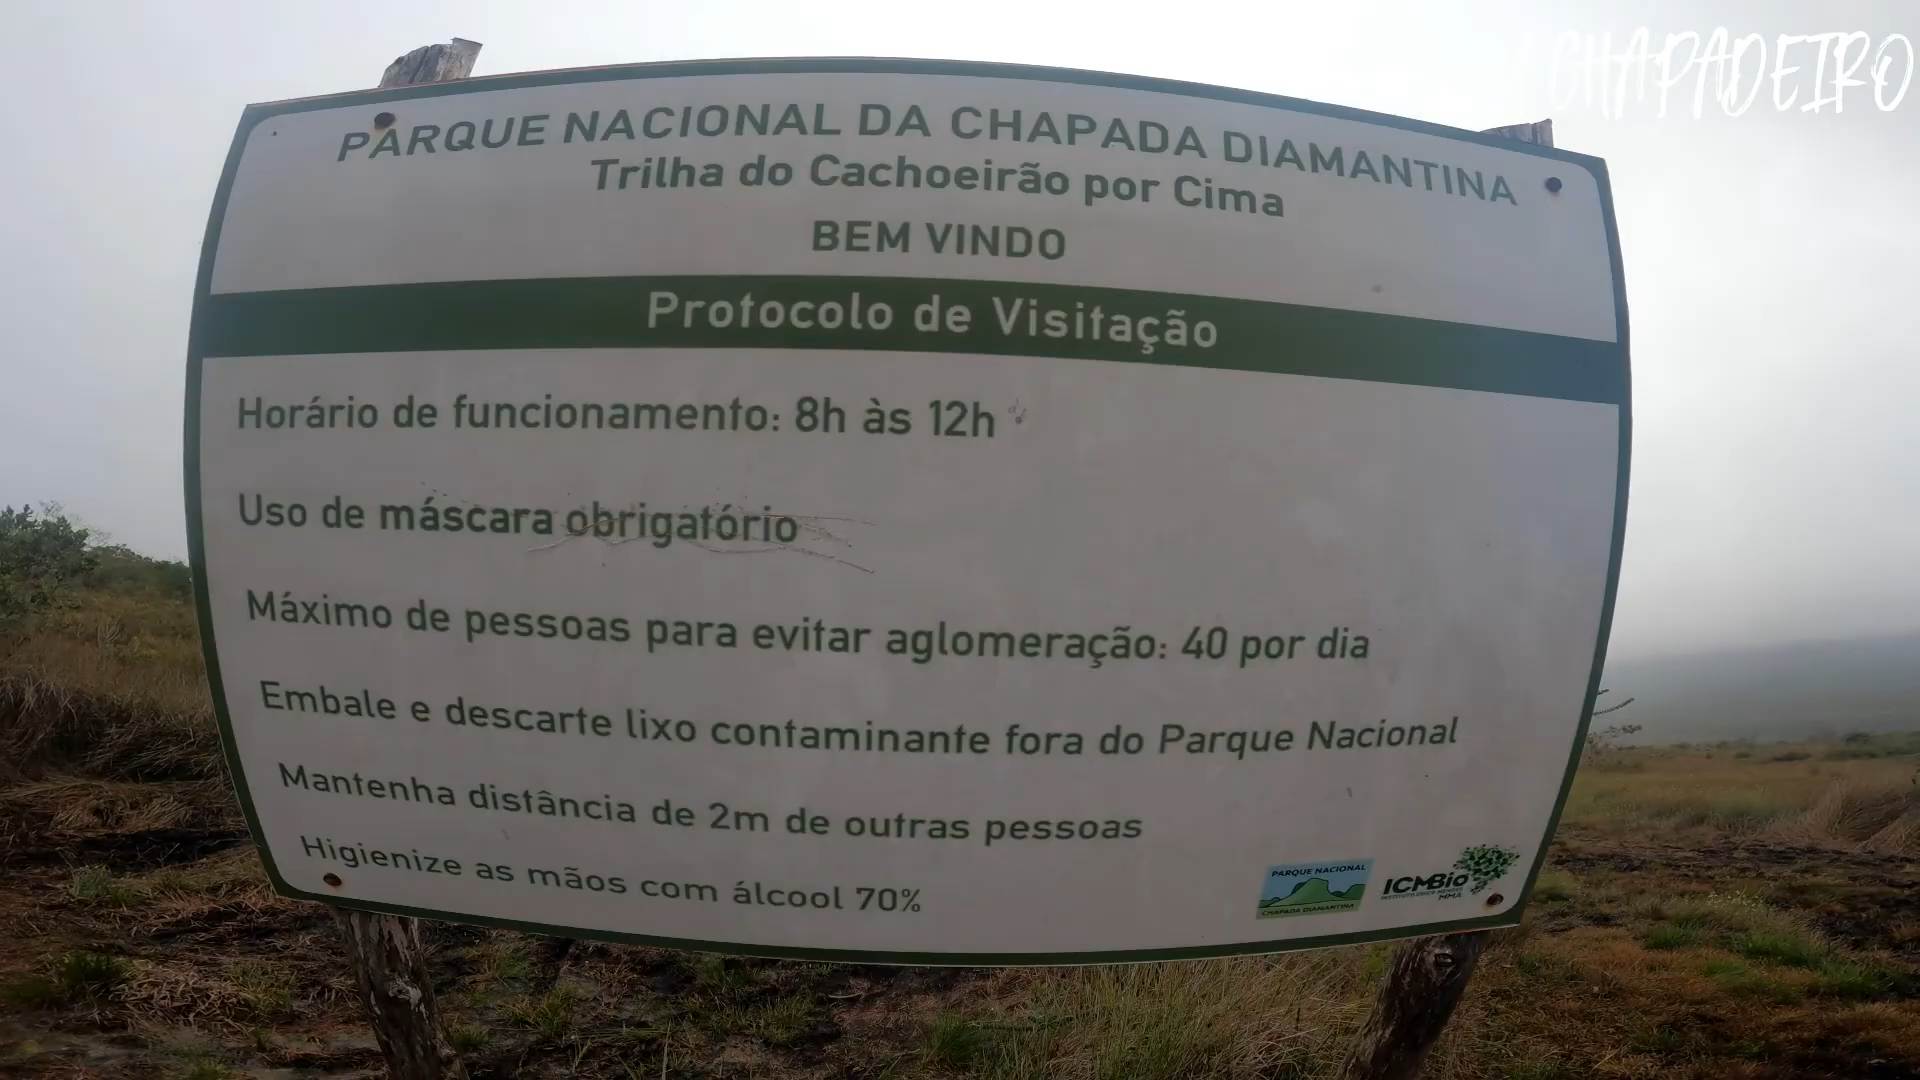 CHAPADEIRO
PARQUE NACIONAL DA CHAPADA DIAMANTINA
Trilha do Cachoeirão por Cima
BEM VINDO
Protocolo de Visitação
Horário de funcionamento: 8h às 12h
Uso de máscara obrigatório
Máximo de pessoas para evitar aglomeração: 40 por dia
Embale e descarte lixo contaminante fora do Parque Nacional
Mantenha distância de 2m de outras pessoas
Higienize as mãos com álcool 70%
PARQUE NACIONAL
CHAPADA DIAMANTINA
ICMBio
MMA